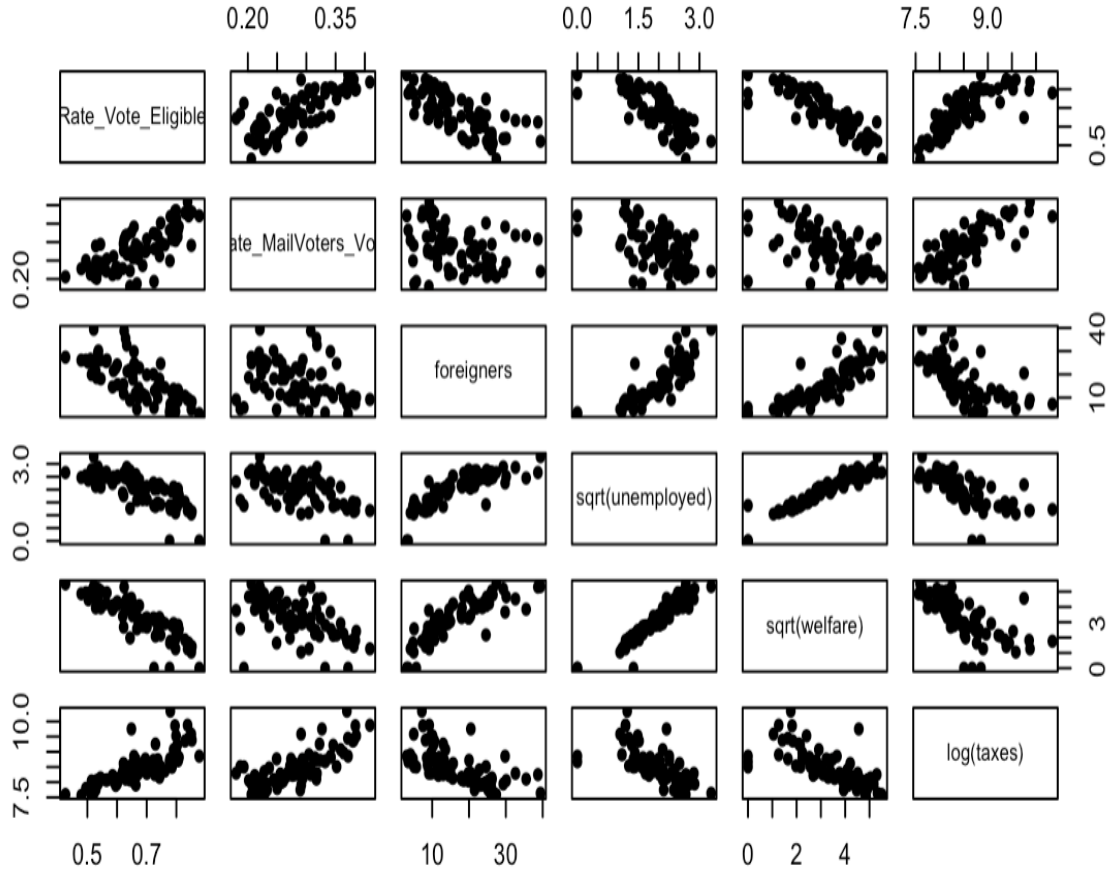 0.20 0.35 0.0 1.5 3.0 7.5 9.0
Rate_Vote_Eligible
0.5
ate_MailVoters_Vo
0.20
foreigners
10 40
sqrt(unemployed)
0.0 3.0
sqrt(welfare)
0 3
log(taxes)
7.5 10.0
0.5 0.7 10 30 0 2 4